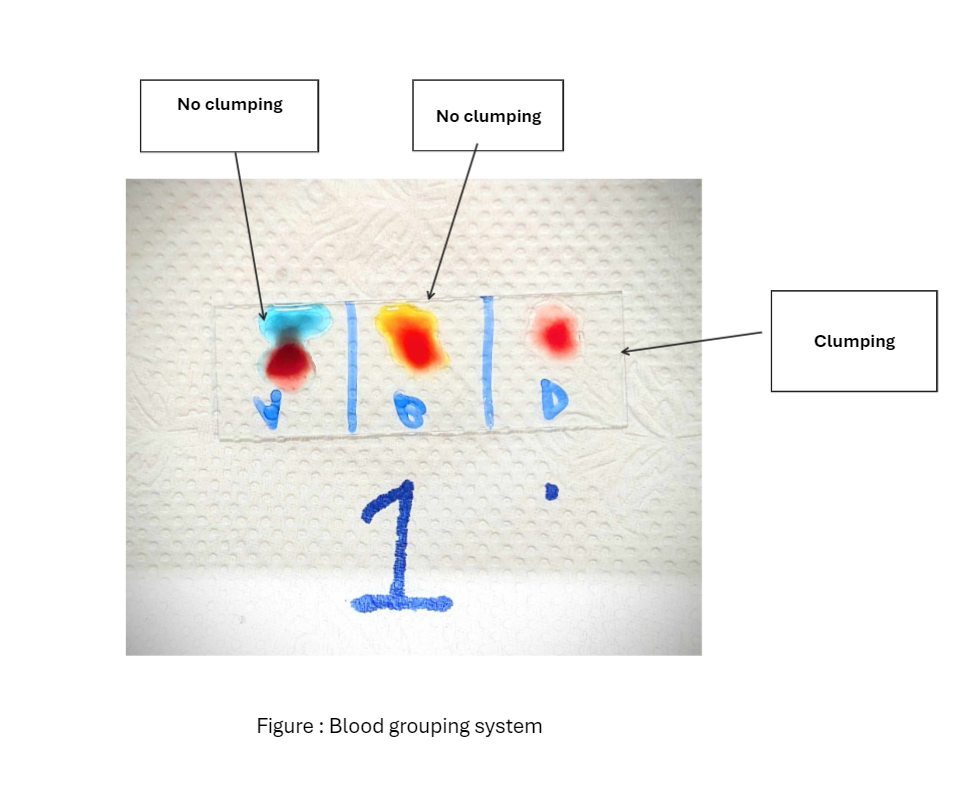 No clumping
No clumping
Clumping
A B D
1
Figure : Blood grouping system